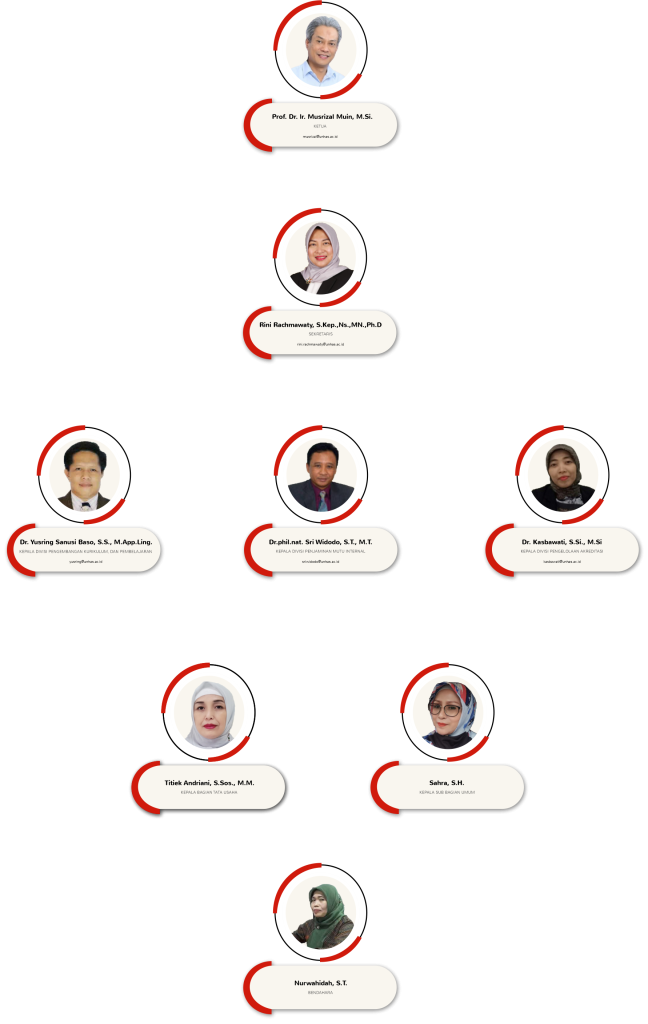 Prof. Dr. Ir. Musrizal Muin, M.Si.
KETUA
musrizal@unhas.ac.id
Rini Rachmawaty, S.Kep.,Ns.,MN.,Ph.D
SEKRETARIS
rini.rachmawaty@unhas.ac.id
Dr. Yusring Sanusi Baso, S.S., M.App.Ling.
KEPALA DIVISI PENGEMBANGAN KURIKULUM DAN PEMBELAJARAN
yusring@unhas.ac.id
Dr.phil.nat. Sri Widodo, S.T., M.T.
KEPALA DIVISI PENJAMINAN MUTU INTERNAL
sriwidodo@unhas.ac.id
Dr. Kasbawati, S.Si., M.Si
KEPALA DIVISI PENGELOLAAN AKREDITASI
kasbawati@unhas.ac.id
Titiek Andriani, S.Sos., M.M.
KEPALA BAGIAN TATA USAHA
Sahra, S.H.
KEPALA SUB BAGIAN UMUM
Nurwahidah, S.T.
BENDAHARA